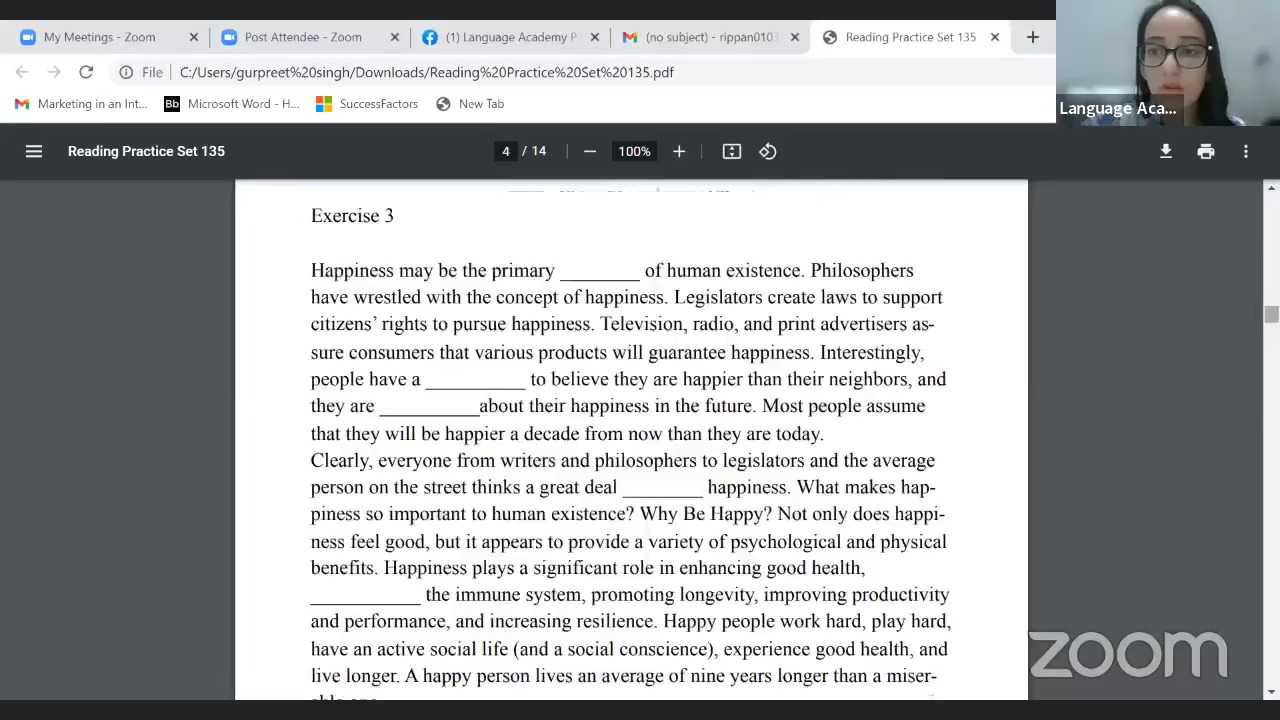 My Meetings - Zoom
Post Attendee - Zoom
(1) Language Academy P
(no subject) - rippan0103
Reading Practice Set 135
File C:/Users/gurpreet%20singh/Downloads/Reading%20Practice%20Set%20135.pdf
Marketing in an Int...
Bb Microsoft Word - H...
SuccessFactors
New Tab
Language Aca...
Reading Practice Set 135
4 / 14
100%
Exercise 3
Happiness may be the primary ________ of human existence. Philosophers
have wrestled with the concept of happiness. Legislators create laws to support
citizens’ rights to pursue happiness. Television, radio, and print advertisers as-
sure consumers that various products will guarantee happiness. Interestingly,
people have a __________ to believe they are happier than their neighbors, and
they are __________about their happiness in the future. Most people assume
that they will be happier a decade from now than they are today.
Clearly, everyone from writers and philosophers to legislators and the average
person on the street thinks a great deal ________ happiness. What makes hap-
piness so important to human existence? Why Be Happy? Not only does happi-
ness feel good, but it appears to provide a variety of psychological and physical
benefits. Happiness plays a significant role in enhancing good health,
___________ the immune system, promoting longevity, improving productivity
and performance, and increasing resilience. Happy people work hard, play hard,
have an active social life (and a social conscience), experience good health, and
live longer. A happy person lives an average of nine years longer than a miser-
zoom